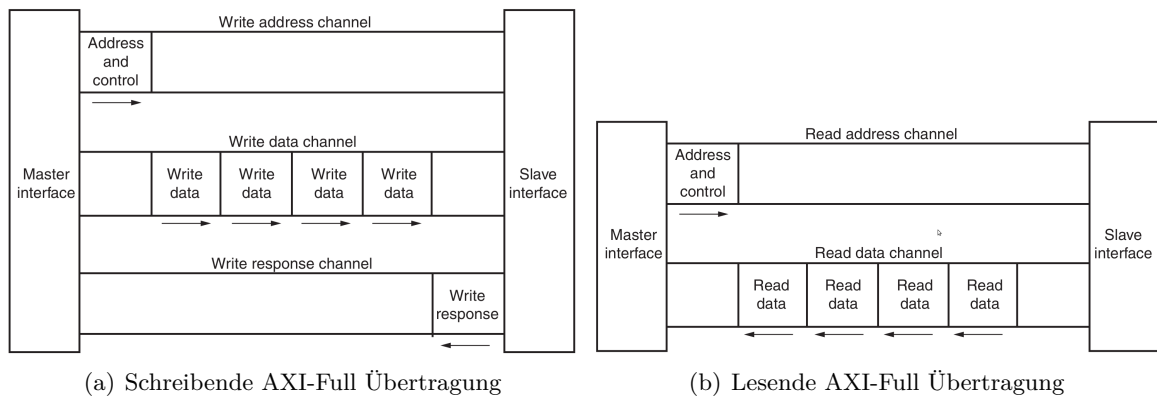 Write address channel
Address
and
control
Write data channel
Master
interface
Write
data
Write
data
Write
data
Write
data
Slave
interface
Write response channel
Write
response
(a) Schreibende AXI-Full Übertragung
Read address channel
Address
and
control
Master
interface
Slave
interface
Read data channel
Read
data
Read
data
Read
data
Read
data
(b) Lesende AXI-Full Übertragung